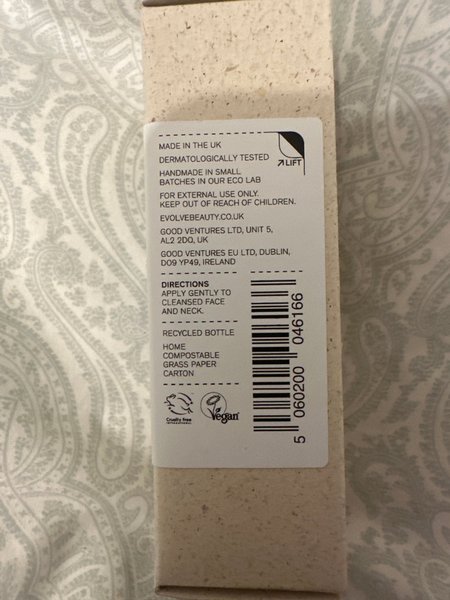 MADE IN THE UK
DERMATOLOGICALLY TESTED
LIFT
HANDMADE IN SMALL
BATCHES IN OUR ECO LAB
FOR EXTERNAL USE ONLY.
KEEP OUT OF REACH OF CHILDREN.
EVOLVEBEAUTY.CO.UK
GOOD VENTURES LTD, UNIT 5,
AL2 2DQ, UK
GOOD VENTURES EU LTD, DUBLIN,
D09 YP49, IRELAND
DIRECTIONS
APPLY GENTLY TO
CLEANSED FACE
AND NECK.
RECYCLED BOTTLE
HOME
COMPOSTABLE
GRASS PAPER
CARTON
Cruelty free
INTERNATIONAL
Vegan
5 060200 046166